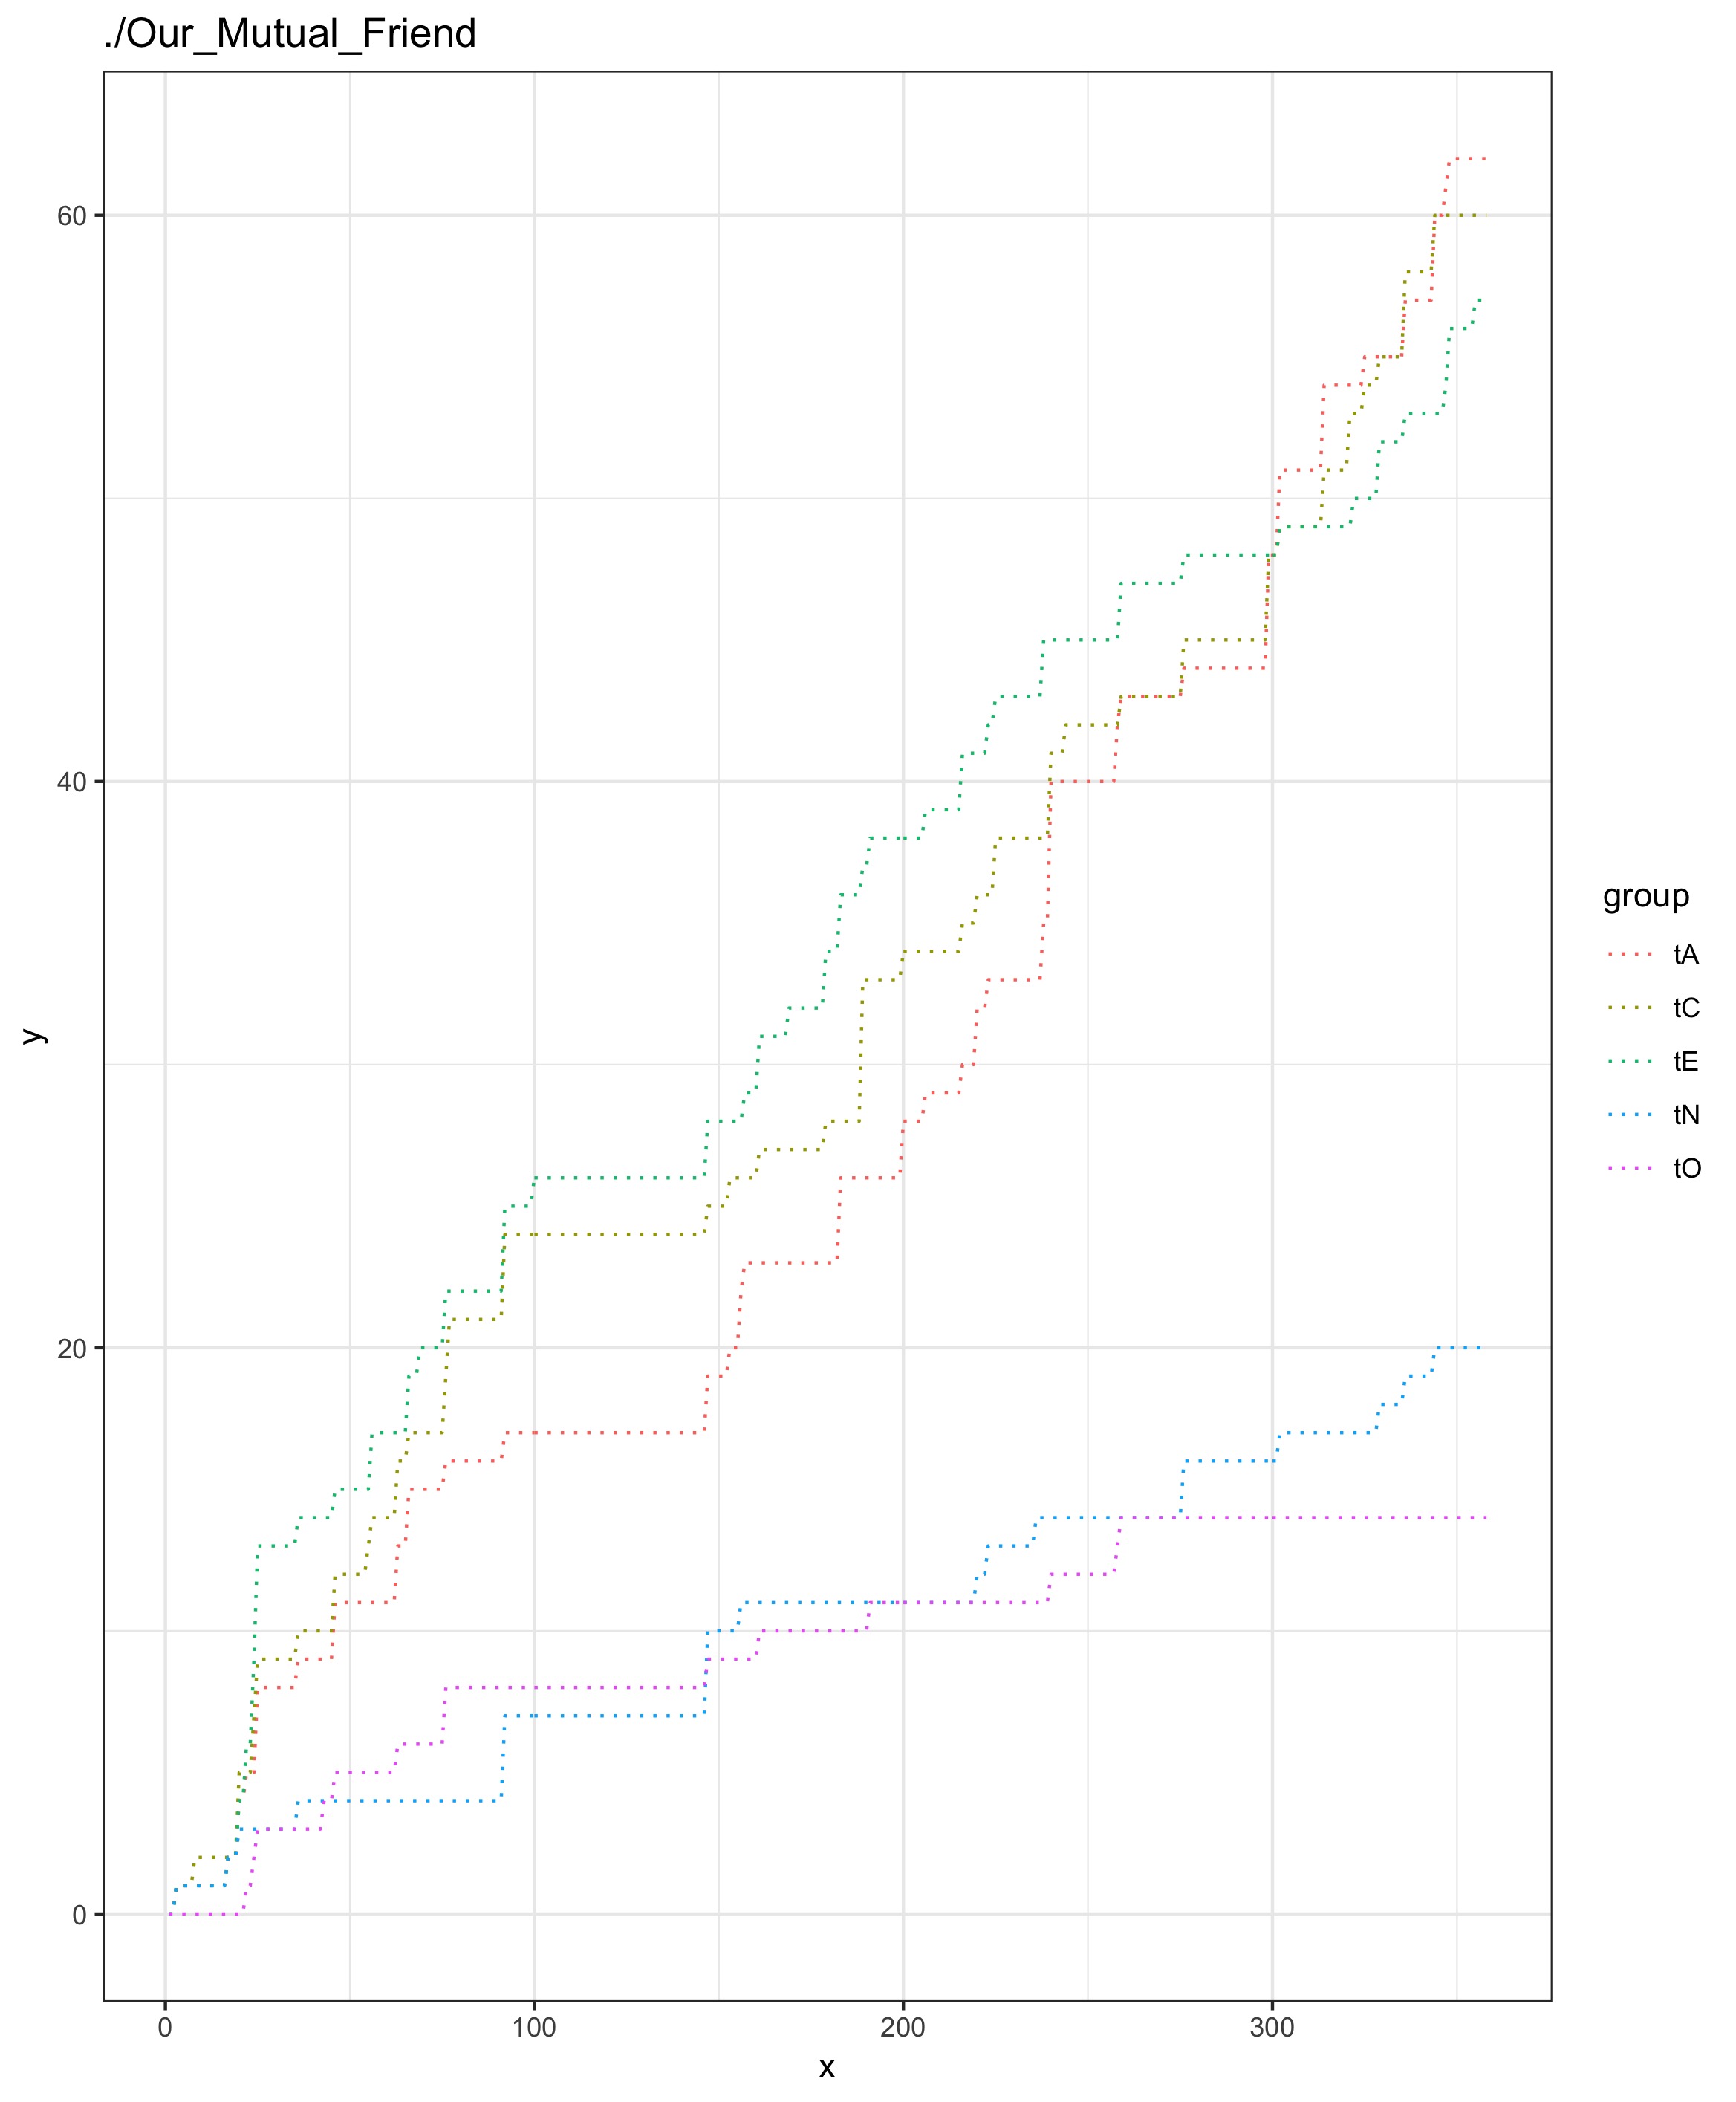 ./Our_Mutual_Friend
60
40
20
0
y
0 100 200 300
x
group
tA
tC
tE
tN
tO